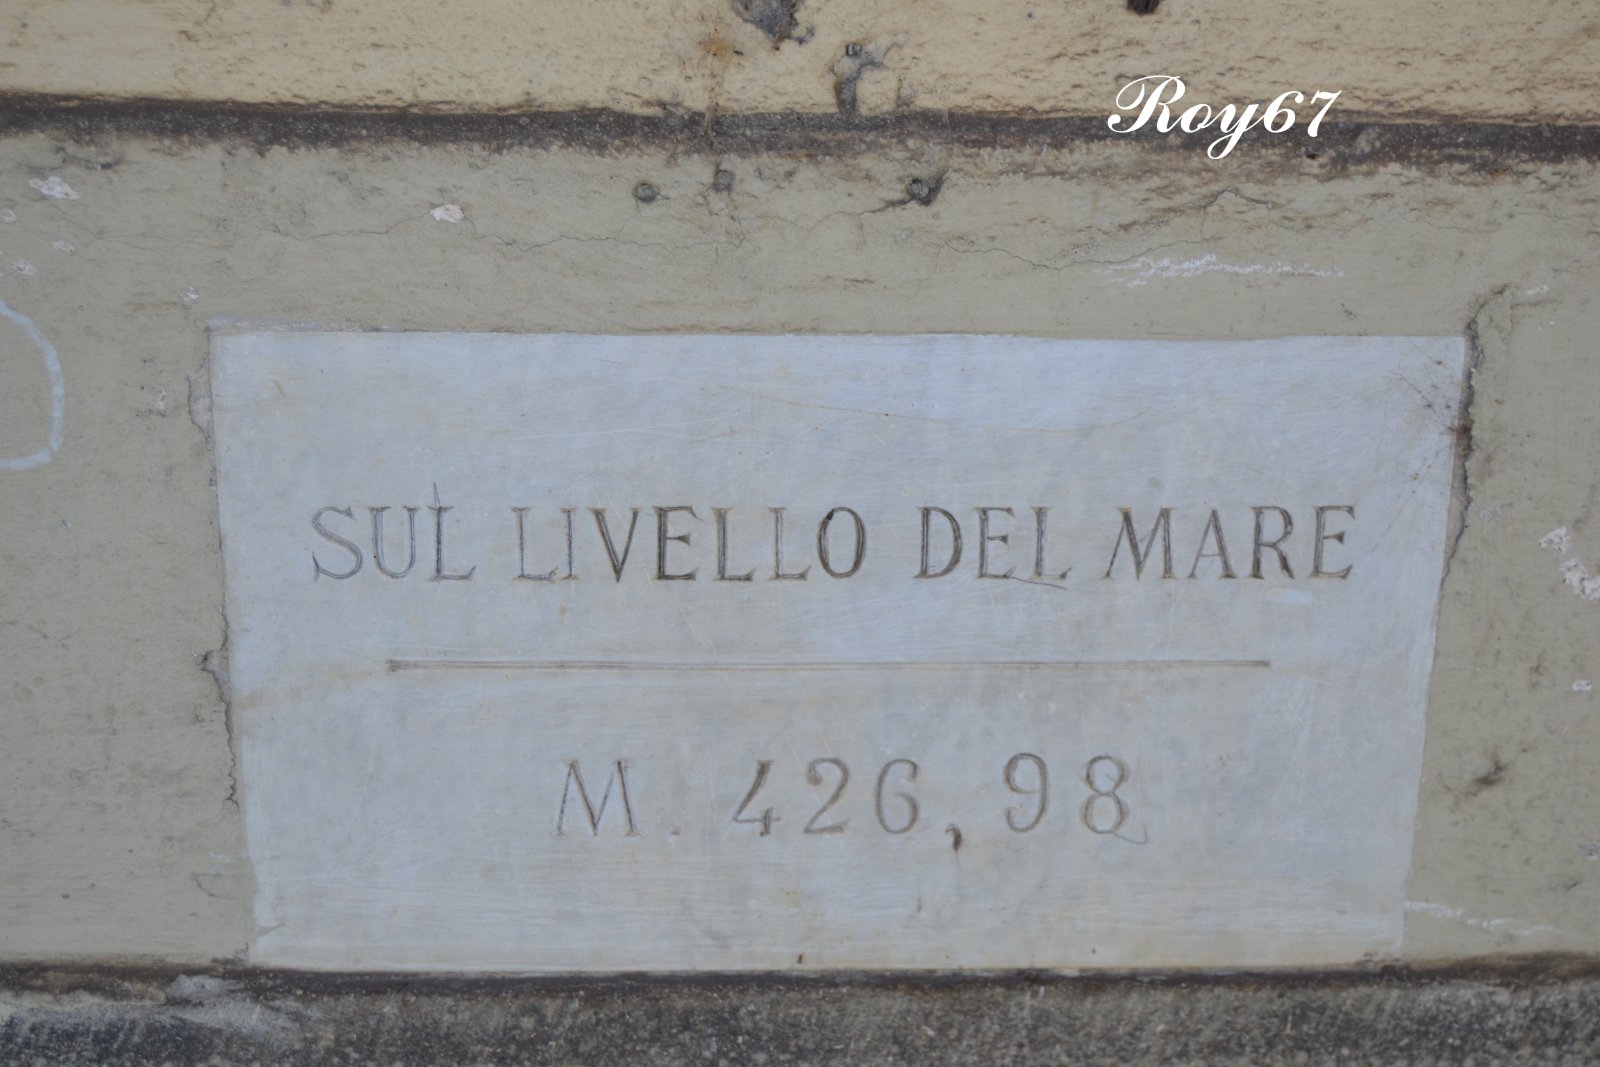 Roy67
SUL LIVELLO DEL MARE
M. 426,98